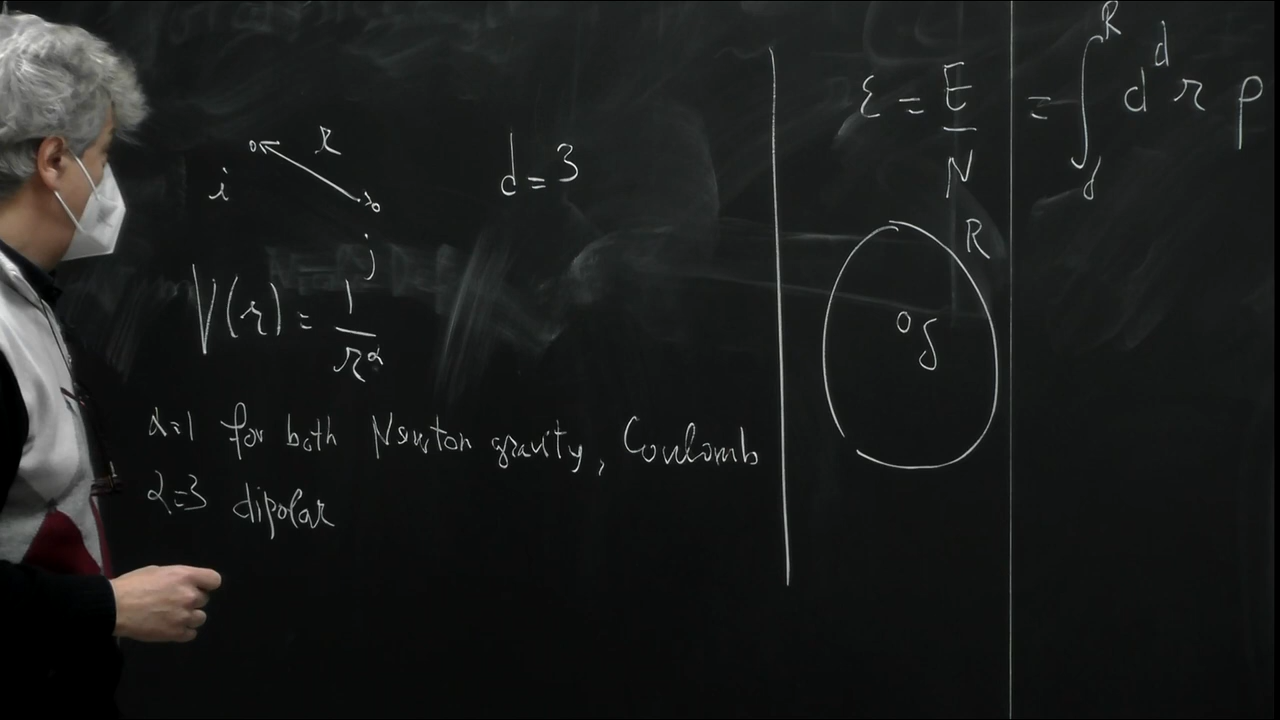 i r j
d = 3
V(r) = 1/r^α
α=1 for both Newton gravity, Coulomb
α=3 dipolar
ε = E/N = ∫_δ^R d^d r ρ
R
δ